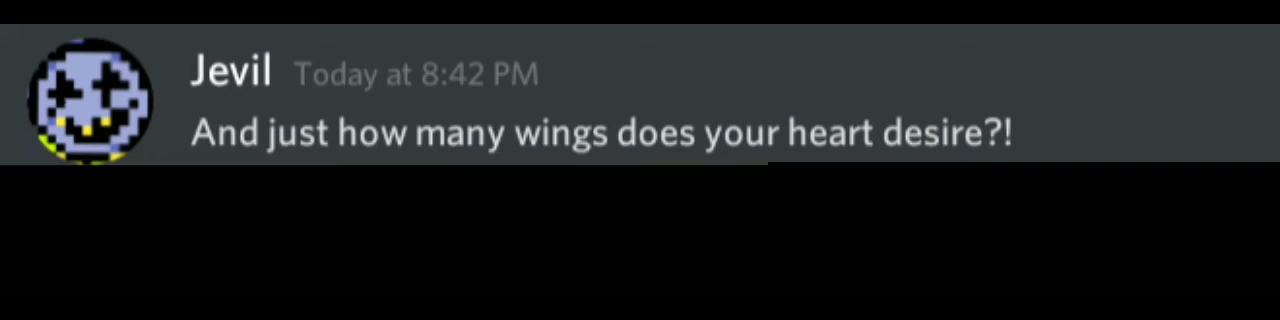 Jevil Today at 8:42 PM
And just how many wings does your heart desire?!